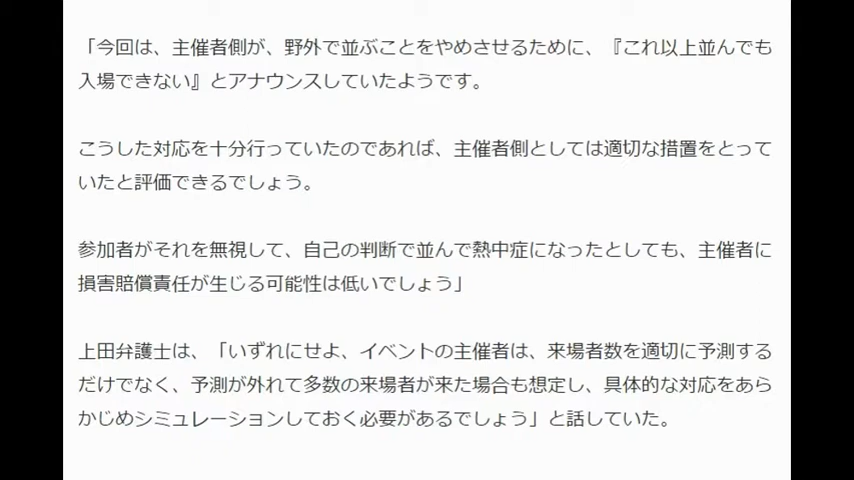 「今回は、主催者側が、野外で並ぶことをやめさせるために、『これ以上並んでも
入場できない』とアナウンスしていたようです。
こうした対応を十分行っていたのであれば、主催者側としては適切な措置をとって
いたと評価できるでしょう。
参加者がそれを無視して、自己の判断で並んで熱中症になったとしても、主催者に
損害賠償責任が生じる可能性は低いでしょう」
上田弁護士は、「いずれにせよ、イベントの主催者は、来場者数を適切に予測する
だけでなく、予測が外れて多数の来場者が来た場合も想定し、具体的な対応をあら
かじめシミュレーションしておく必要があるでしょう」と話していた。